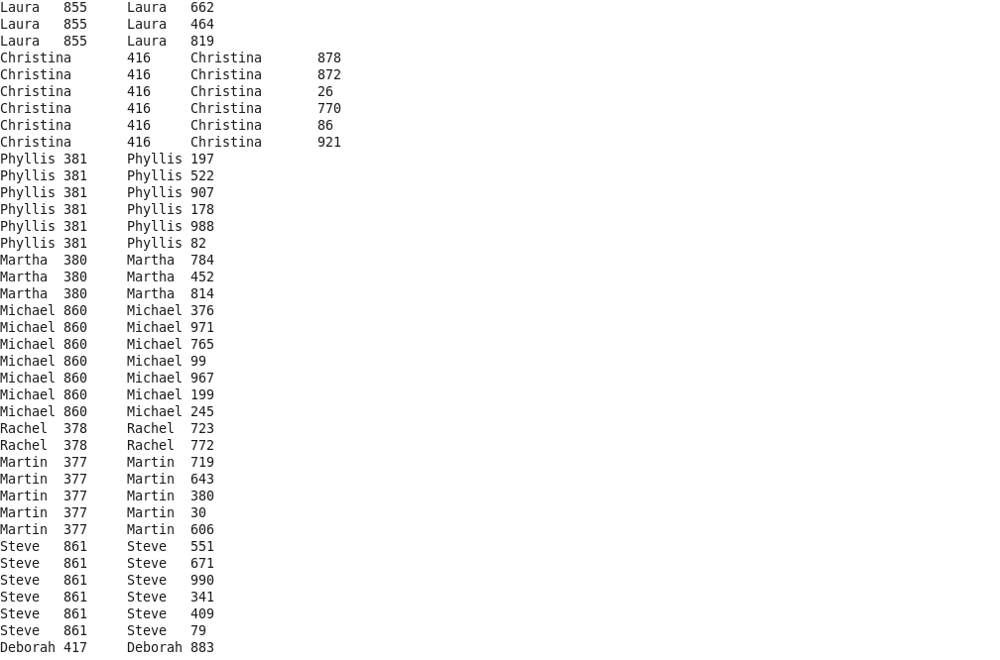 Laura 855 Laura 662
Laura 855 Laura 464
Laura 855 Laura 819
Christina 416 Christina 878
Christina 416 Christina 872
Christina 416 Christina 26
Christina 416 Christina 770
Christina 416 Christina 86
Christina 416 Christina 921
Phyllis 381 Phyllis 197
Phyllis 381 Phyllis 522
Phyllis 381 Phyllis 907
Phyllis 381 Phyllis 178
Phyllis 381 Phyllis 988
Phyllis 381 Phyllis 82
Martha 380 Martha 784
Martha 380 Martha 452
Martha 380 Martha 814
Michael 860 Michael 376
Michael 860 Michael 971
Michael 860 Michael 765
Michael 860 Michael 99
Michael 860 Michael 967
Michael 860 Michael 199
Michael 860 Michael 245
Rachel 378 Rachel 723
Rachel 378 Rachel 772
Martin 377 Martin 719
Martin 377 Martin 643
Martin 377 Martin 380
Martin 377 Martin 30
Martin 377 Martin 606
Steve 861 Steve 551
Steve 861 Steve 671
Steve 861 Steve 990
Steve 861 Steve 341
Steve 861 Steve 409
Steve 861 Steve 79
Deborah 417 Deborah 883